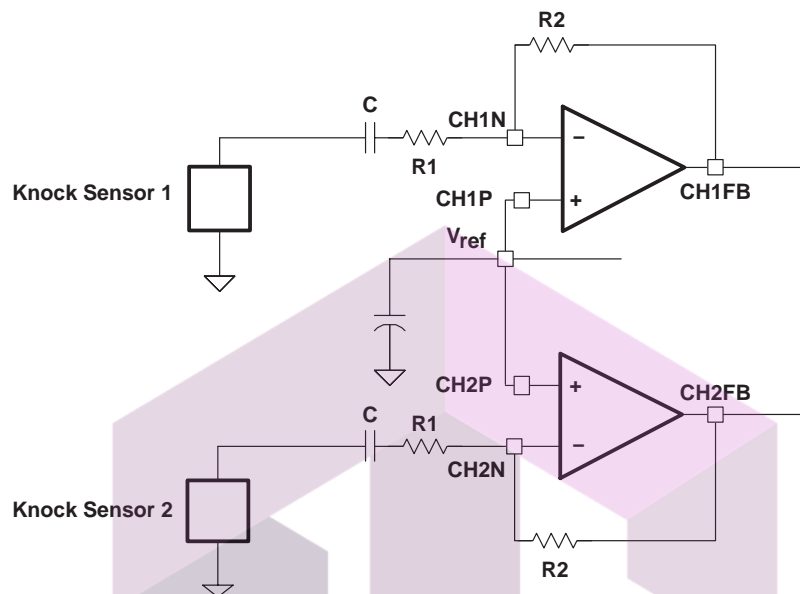 R2
C
CH1N
R1
Knock Sensor 1
CH1P
CH1FB
−
+
Vref
CH2P
CH2FB
+
−
C
R1
CH2N
Knock Sensor 2
R2